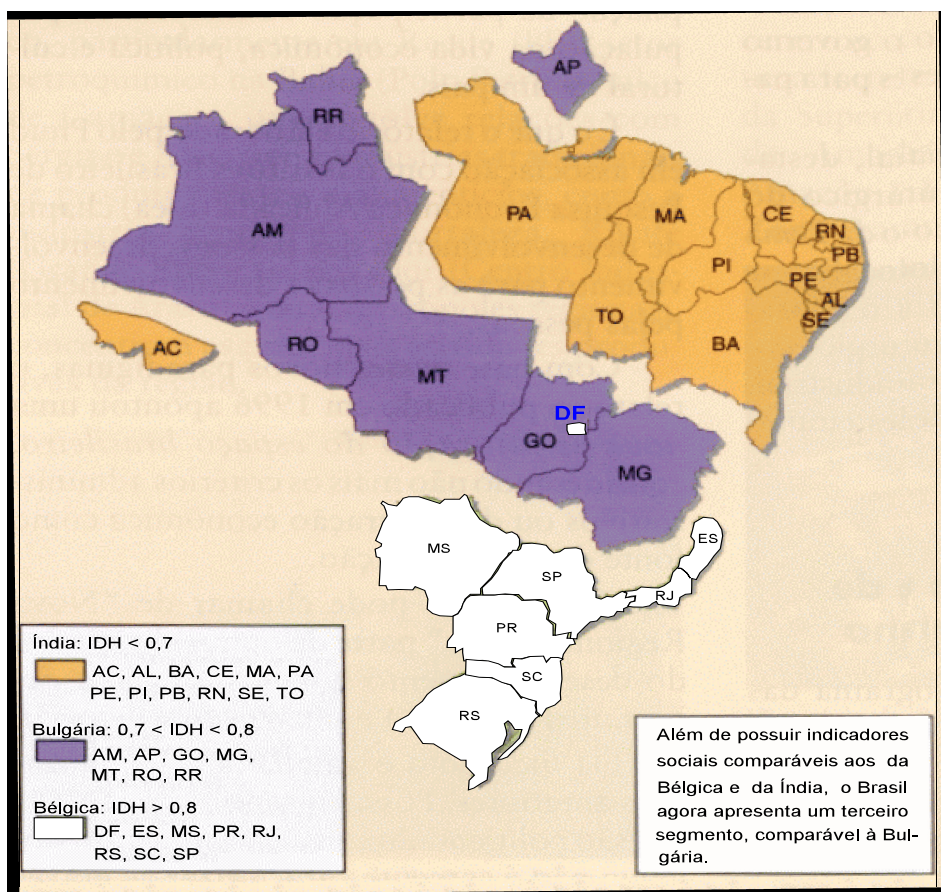 AP
RR
PA
MA
CE
RN
PB
AM
PI
PE
AL
SE
TO
RO
BA
AC
MT
DF
GO
MG
MS
ES
SP
RJ
PR
SC
RS
Índia: IDH < 0,7
AC, AL, BA, CE, MA, PA
PE, PI, PB, RN, SE, TO
Bulgária: 0,7 < IDH < 0,8
AM, AP, GO, MG,
MT, RO, RR
Bélgica: IDH > 0,8
DF, ES, MS, PR, RJ,
RS, SC, SP
Além de possuir indicadores
sociais comparáveis aos da
Bélgica e da Índia, o Brasil
agora apresenta um terceiro
segmento, comparável à Bul-
gária.